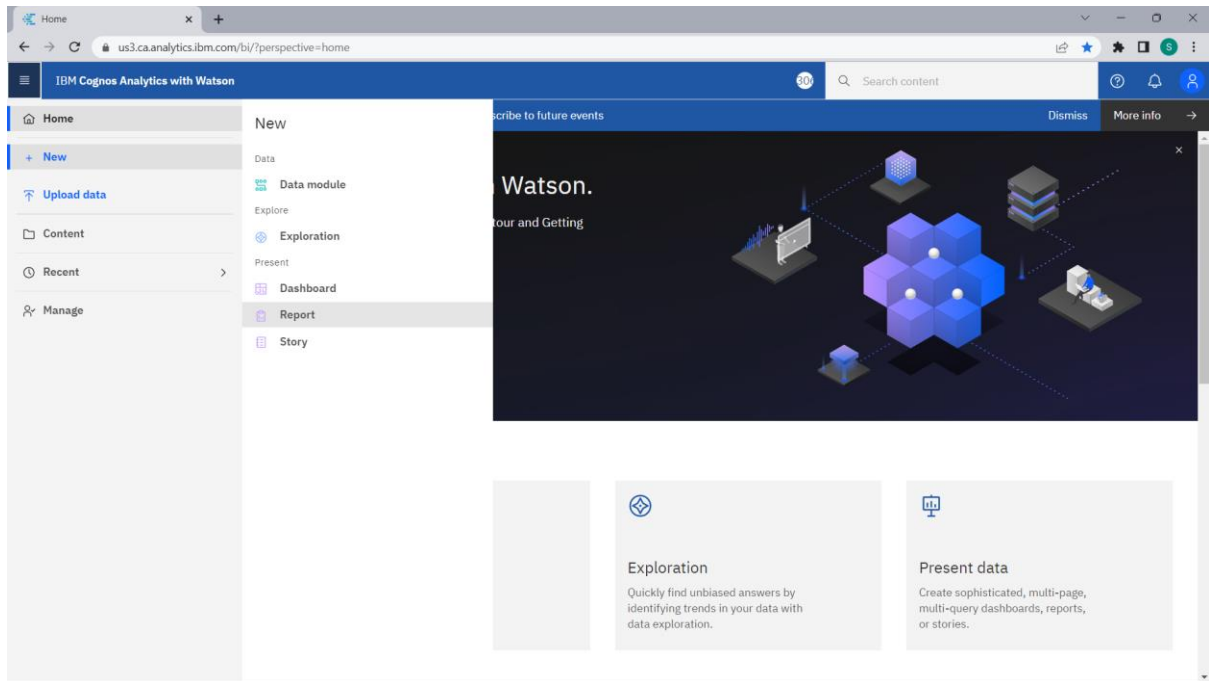 Home
us3.ca.analytics.ibm.com/bi/?perspective=home
S
IBM Cognos Analytics with Watson
30
Search content
Home
New
Upload data
Content
Recent
Manage
New
Data
Data module
Explore
Exploration
Present
Dashboard
Report
Story
scribe to future events
Dismiss
More info
Watson.
tour and Getting
Exploration
Quickly find unbiased answers by
identifying trends in your data with
data exploration.
Present data
Create sophisticated, multi-page,
multi-query dashboards, reports,
or stories.